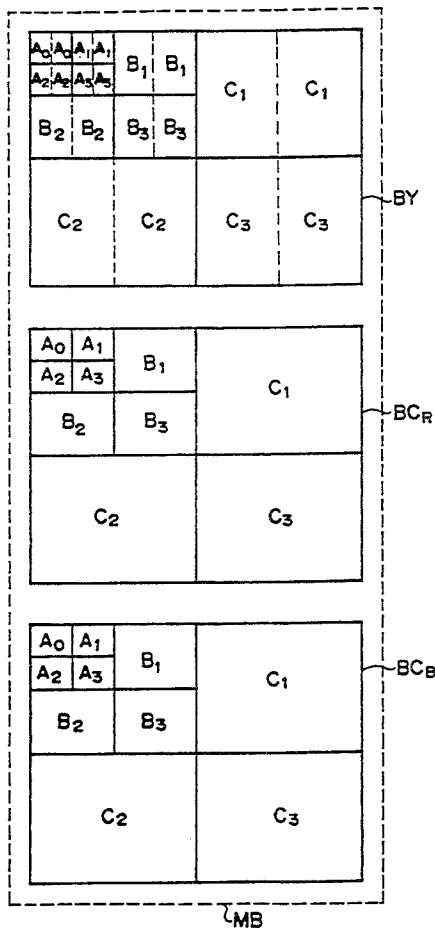 A0 A0 A1 A1 B1 B1 C1 C1
A2 A2 A3 A3
B2 B2 B3 B3
BY
C2 C2 C3 C3
A0 A1 B1 C1
A2 A3
BCR
B2 B3
C2 C3
A0 A1 B1 C1
A2 A3
BCB
B2 B3
C2 C3
MB